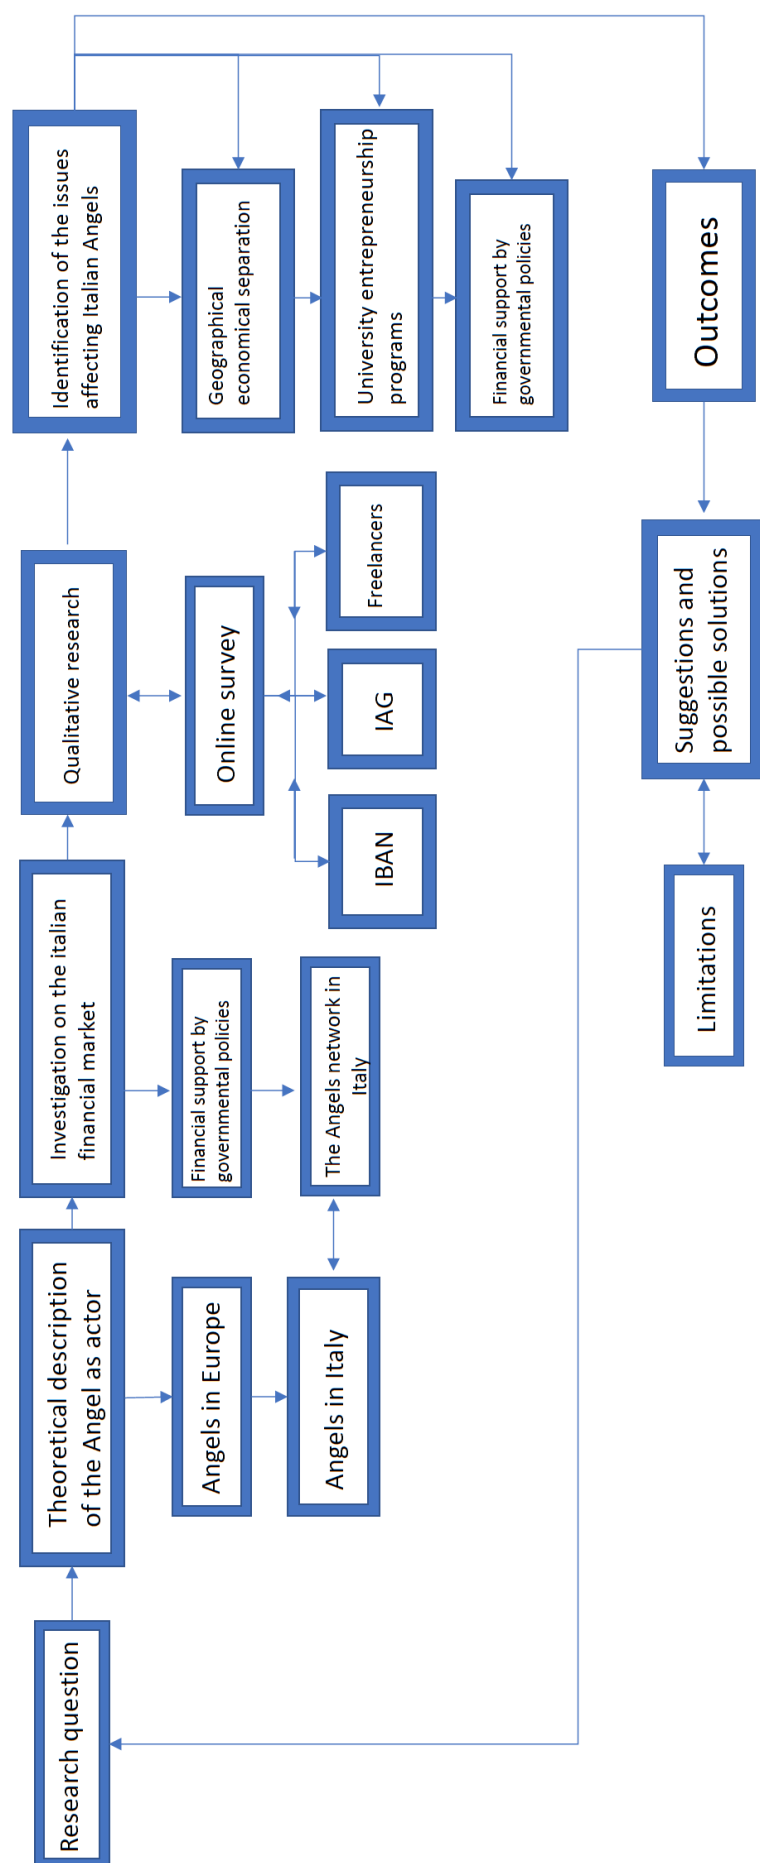 Research question
Theoretical description
of the Angel as actor
Angels in Europe
Angels in Italy
Investigation on the italian
financial market
Financial support by
governmental policies
The Angels network in
Italy
Qualitative research
Online survey
IBAN
IAG
Freelancers
Identification of the issues
affecting Italian Angels
Geographical
economical separation
University entrepreneurship
programs
Financial support by
governmental policies
Outcomes
Suggestions and
possible solutions
Limitations